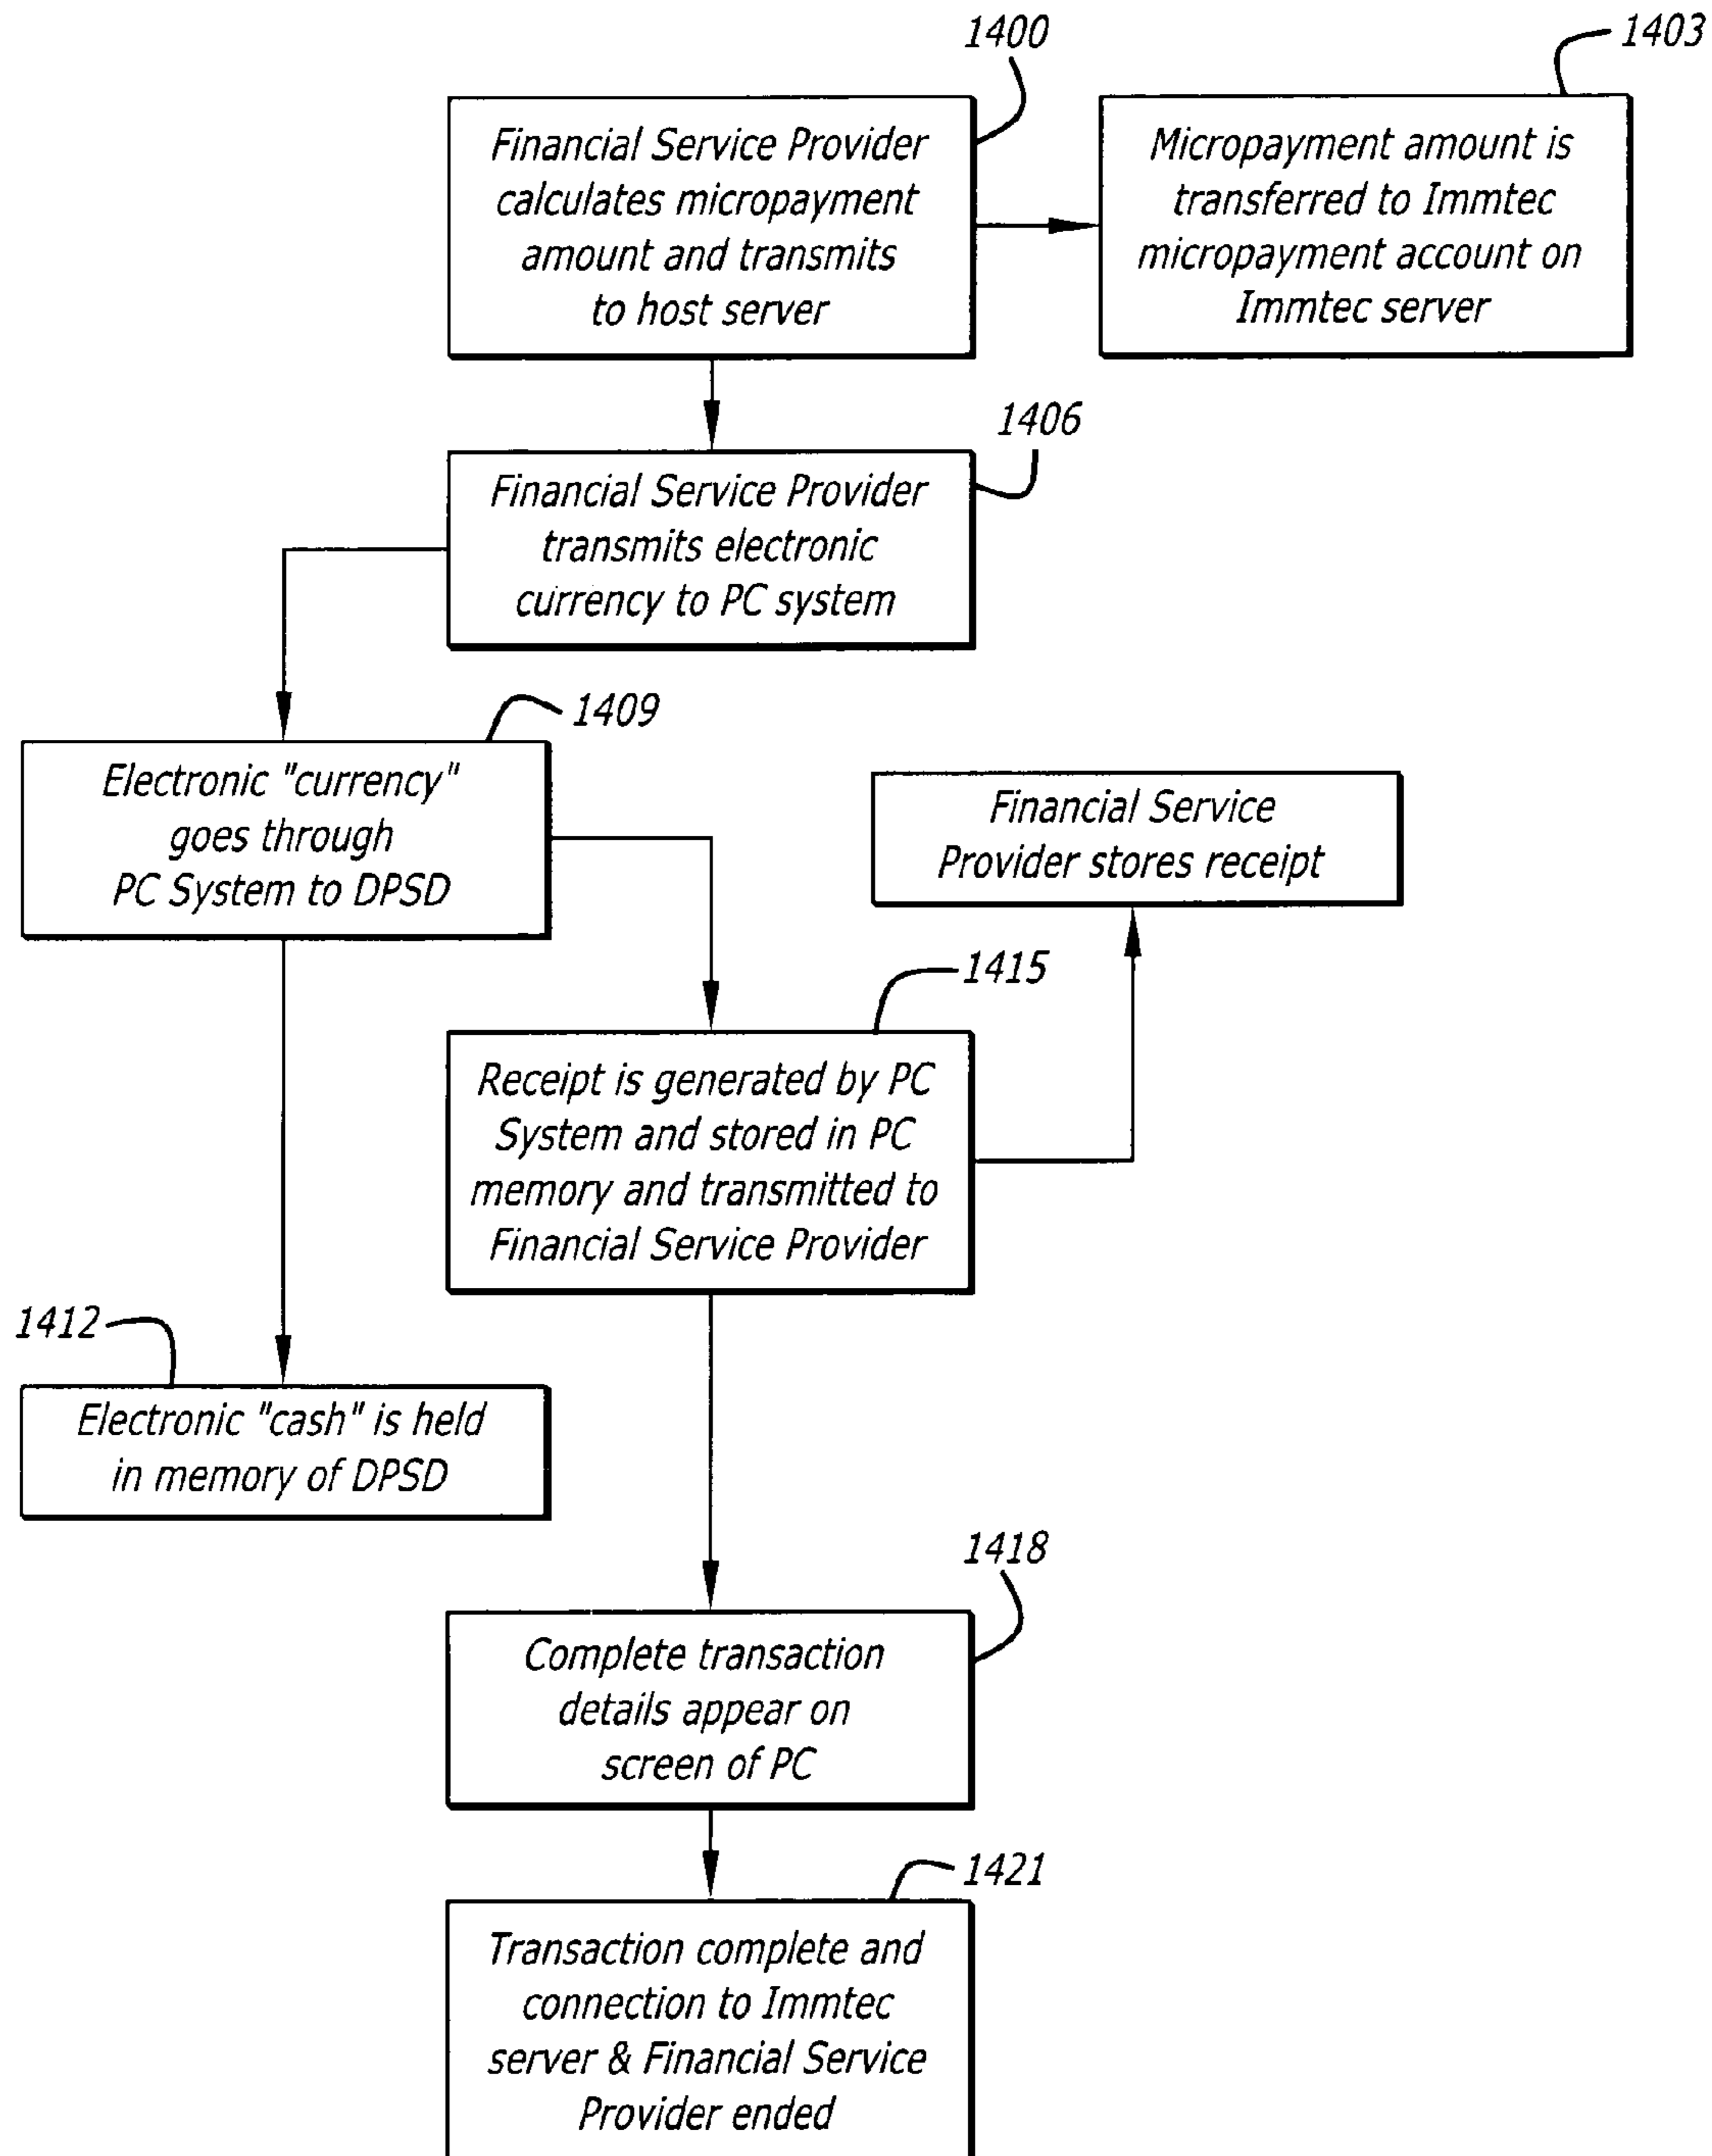 1400
1403
Financial Service Provider
calculates micropayment
amount and transmits
to host server
Micropayment amount is
transferred to Immtec
micropayment account on
Immtec server
1406
Financial Service Provider
transmits electronic
currency to PC system
1409
Electronic "currency"
goes through
PC System to DPSD
Financial Service
Provider stores receipt
1415
Receipt is generated by PC
System and stored in PC
memory and transmitted to
Financial Service Provider
1412
Electronic "cash" is held
in memory of DPSD
1418
Complete transaction
details appear on
screen of PC
1421
Transaction complete and
connection to Immtec
server & Financial Service
Provider ended